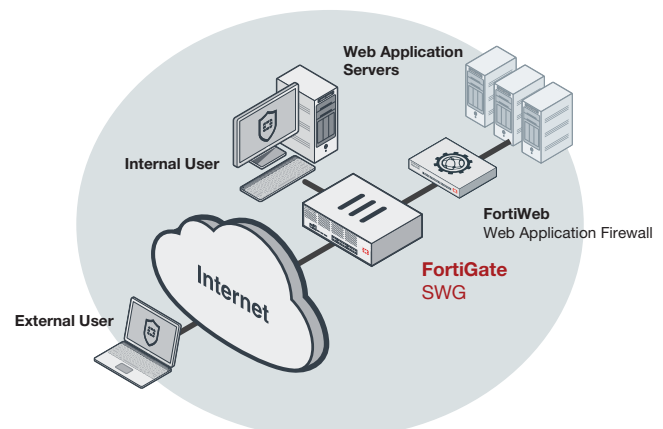 Web Application
Servers
Internal User
FortiWeb
Web Application Firewall
FortiGate
SWG
Internet
External User